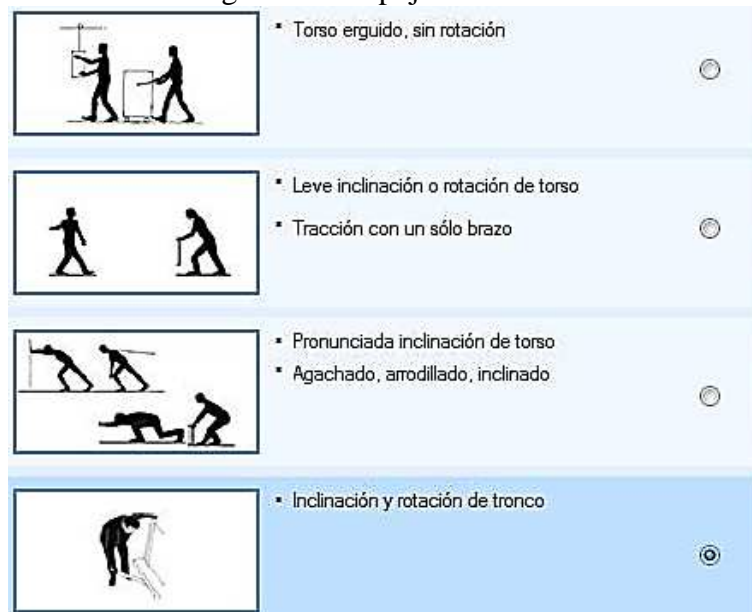 ▪ Torso erguido, sin rotación
▪ Leve inclinación o rotación de torso
▪ Tracción con un sólo brazo
▪ Pronunciada inclinación de torso
▪ Agachado, arrodillado, inclinado
▪ Inclinación y rotación de tronco